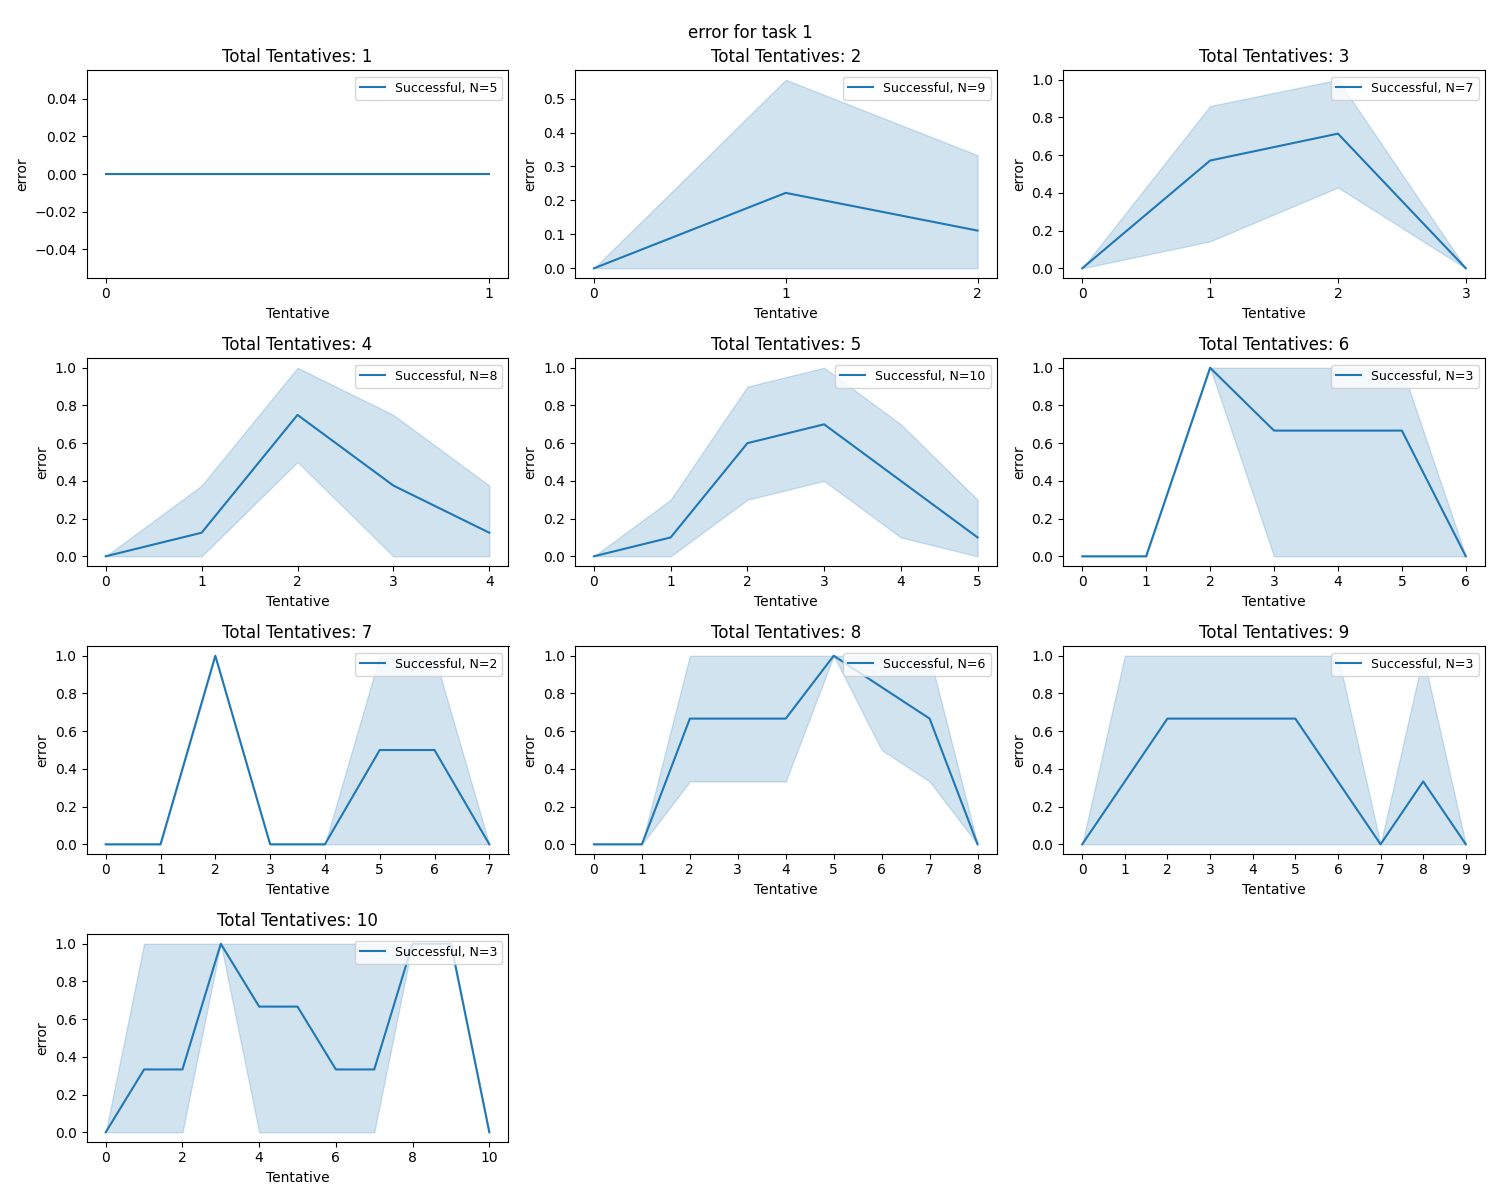 error for task 1
Total Tentatives: 1
Successful, N=5
0.04
0.02
0.00
−0.02
−0.04
error
0
1
Tentative
Total Tentatives: 2
Successful, N=9
0.5
0.4
0.3
0.2
0.1
0.0
error
0
1
2
Tentative
Total Tentatives: 3
Successful, N=7
1.0
0.8
0.6
0.4
0.2
0.0
error
0
1
2
3
Tentative
Total Tentatives: 4
Successful, N=8
1.0
0.8
0.6
0.4
0.2
0.0
error
0
1
2
3
4
Tentative
Total Tentatives: 5
Successful, N=10
1.0
0.8
0.6
0.4
0.2
0.0
error
0
1
2
3
4
5
Tentative
Total Tentatives: 6
Successful, N=3
1.0
0.8
0.6
0.4
0.2
0.0
error
0
1
2
3
4
5
6
Tentative
Total Tentatives: 7
Successful, N=2
1.0
0.8
0.6
0.4
0.2
0.0
error
0
1
2
3
4
5
6
7
Tentative
Total Tentatives: 8
Successful, N=6
1.0
0.8
0.6
0.4
0.2
0.0
error
0
1
2
3
4
5
6
7
8
Tentative
Total Tentatives: 9
Successful, N=3
1.0
0.8
0.6
0.4
0.2
0.0
error
0
1
2
3
4
5
6
7
8
9
Tentative
Total Tentatives: 10
Successful, N=3
1.0
0.8
0.6
0.4
0.2
0.0
error
0
2
4
6
8
10
Tentative